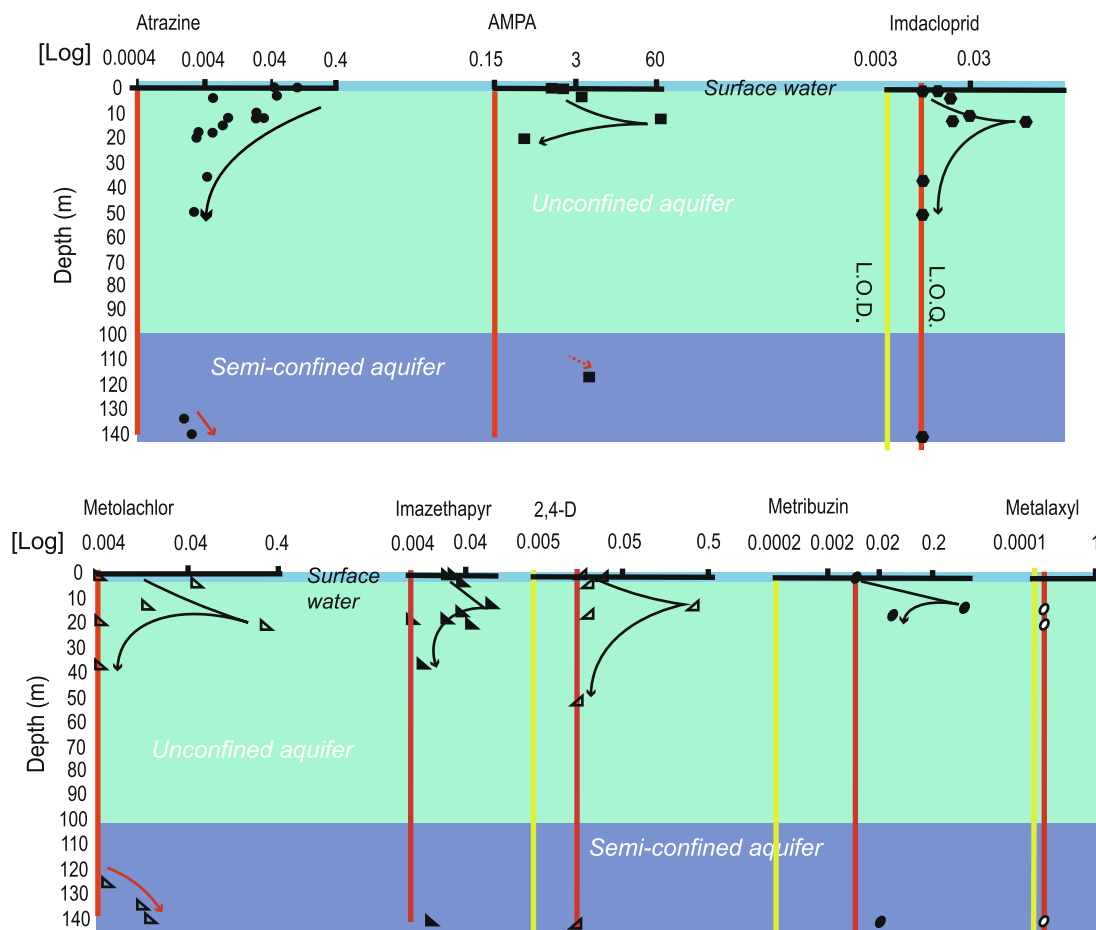 Atrazine AMPA Imdacloprid
[Log] 0.0004 0.004 0.04 0.4 0.15 3 60 0.003 0.03
Surface water
Depth (m)
0
10
20
30
40
50
60
70
80
90
100
110
120
130
140
Unconfined aquifer
L.O.D.
L.O.Q.
Semi-confined aquifer
Metolachlor Imazethapyr 2,4-D Metribuzin Metalaxyl
[Log] 0.004 0.04 0.4 0.004 0.04 0.005 0.05 0.5 0.0002 0.002 0.02 0.2 0.0001 1
Surface
water
Depth (m)
0
10
20
30
40
50
60
70
80
90
100
110
120
130
140
Unconfined aquifer
Semi-confined aquifer